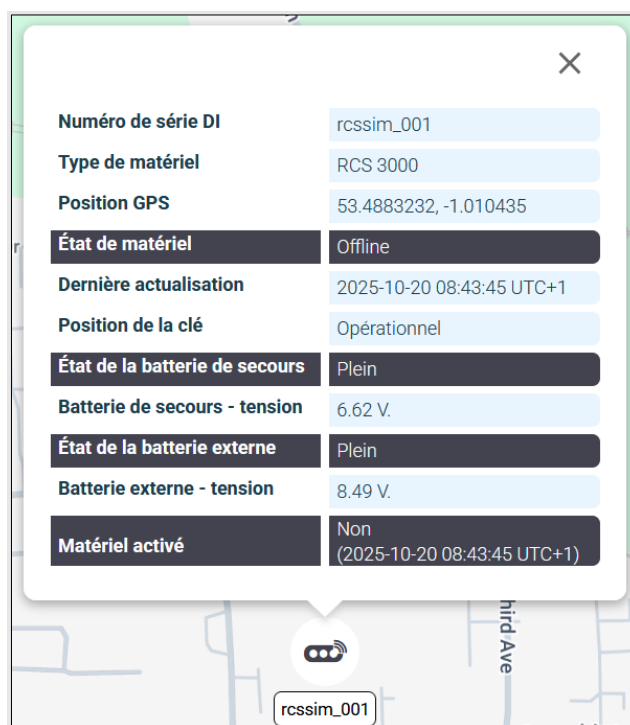 Numéro de série DI rcssim_001
Type de matériel RCS 3000
Position GPS 53.4883232, -1.010435
État de matériel Offline
Dernière actualisation 2025-10-20 08:43:45 UTC+1
Position de la clé Opérationnel
État de la batterie de secours Plein
Batterie de secours - tension 6.62 V.
État de la batterie externe Plein
Batterie externe - tension 8.49 V.
Matériel activé Non
(2025-10-20 08:43:45 UTC+1)
hird Ave
rcssim_001